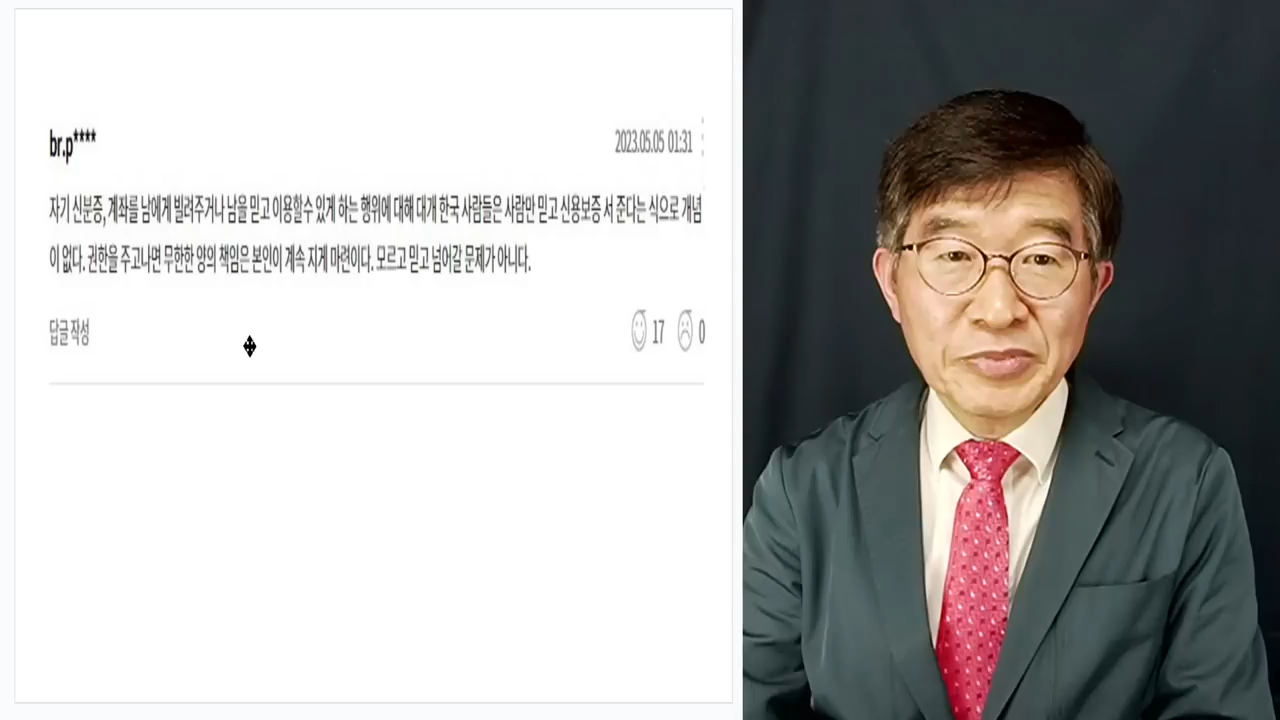 br.p****
2023.05.05 01:31
자기 신분증, 계좌를 남에게 빌려주거나 남을 믿고 이용할수 있게 하는 행위에 대해 대개 한국 사람들은 사람만 믿고 신용보증 서 준다는 식으로 개념
이 없다. 권한을 주고나면 무한한 양의 책임은 본인이 계속 지게 마련이다. 모르고 믿고 넘어갈 문제가 아니다.
답글 작성
17
0